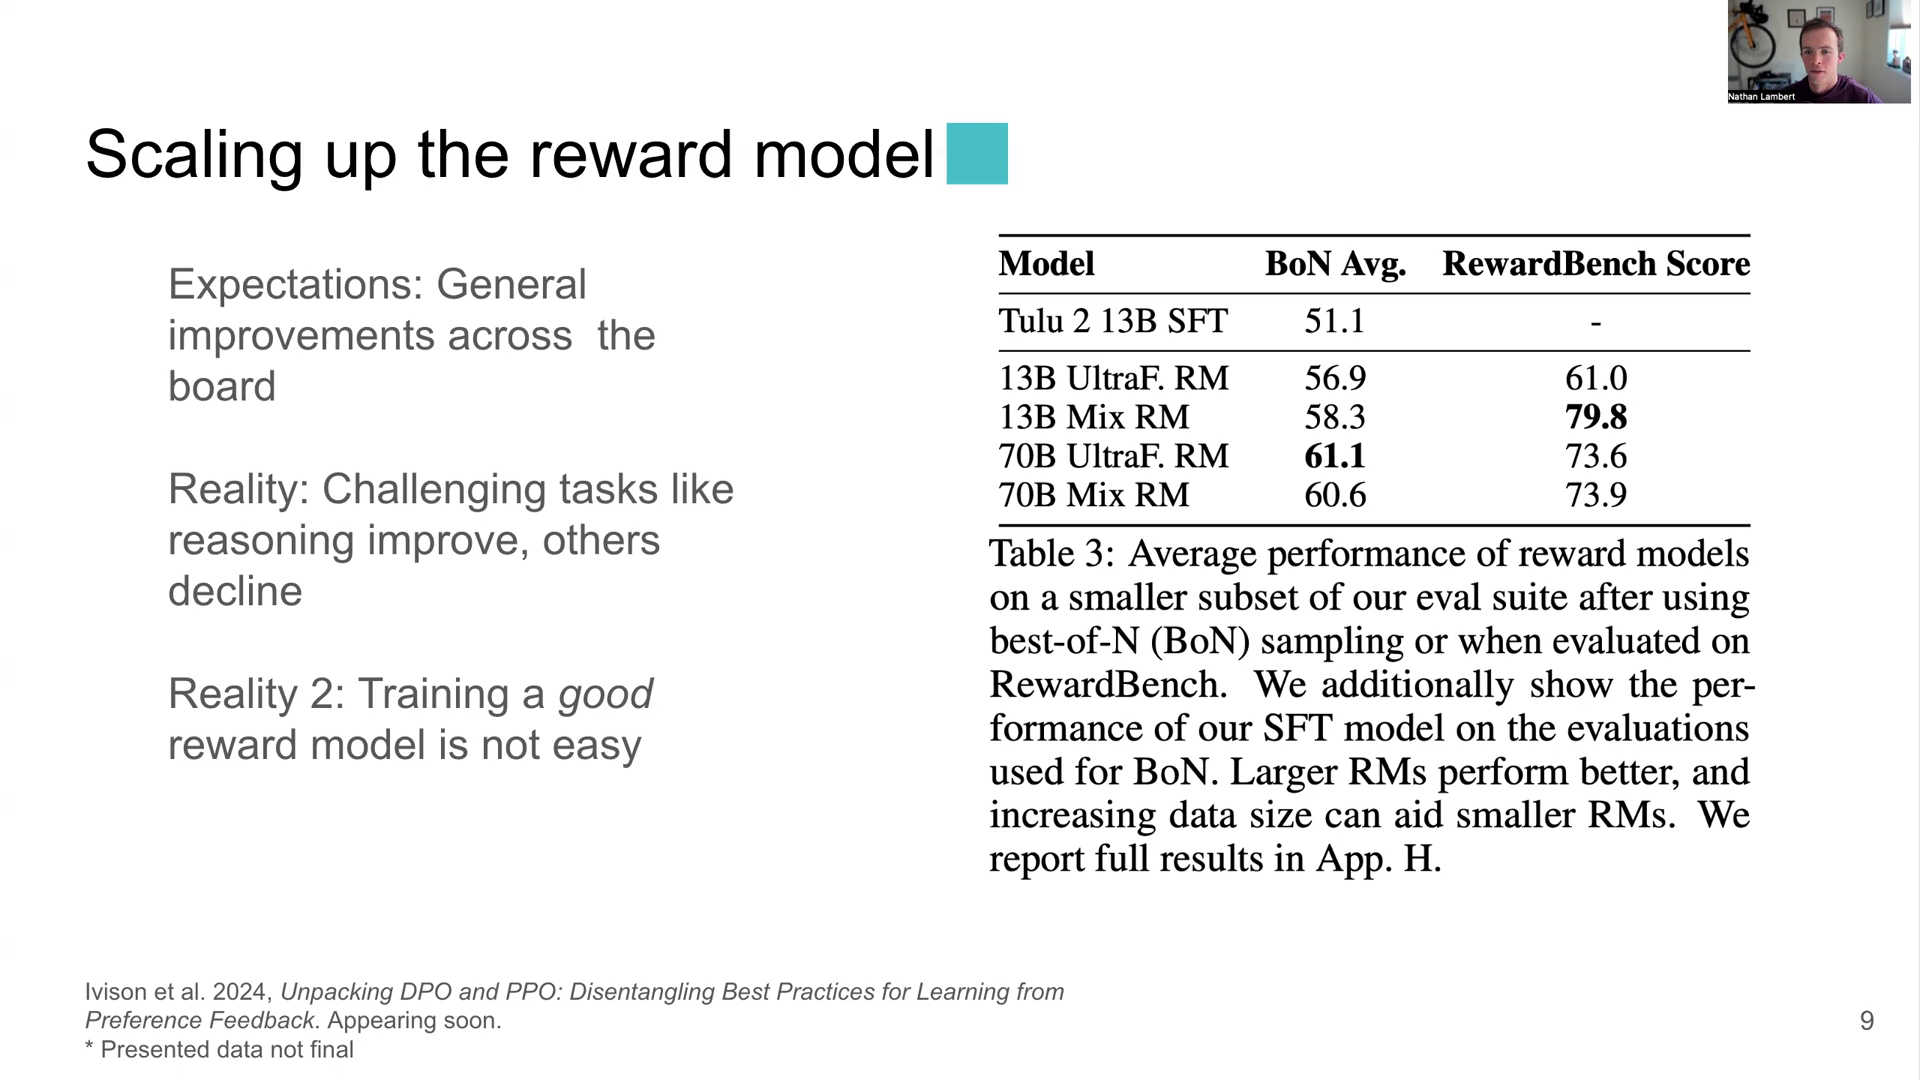 Nathan Lambert
Scaling up the reward model
Expectations: General
improvements across  the
board
Reality: Challenging tasks like
reasoning improve, others
decline
Reality 2: Training a good
reward model is not easy
Model BoN Avg. RewardBench Score
Tulu 2 13B SFT 51.1 -
13B UltraF. RM 56.9 61.0
13B Mix RM 58.3 79.8
70B UltraF. RM 61.1 73.6
70B Mix RM 60.6 73.9
Table 3: Average performance of reward models
on a smaller subset of our eval suite after using
best-of-N (BoN) sampling or when evaluated on
RewardBench. We additionally show the per-
formance of our SFT model on the evaluations
used for BoN. Larger RMs perform better, and
increasing data size can aid smaller RMs. We
report full results in App. H.
Ivison et al. 2024, Unpacking DPO and PPO: Disentangling Best Practices for Learning from
Preference Feedback. Appearing soon.
* Presented data not final
9